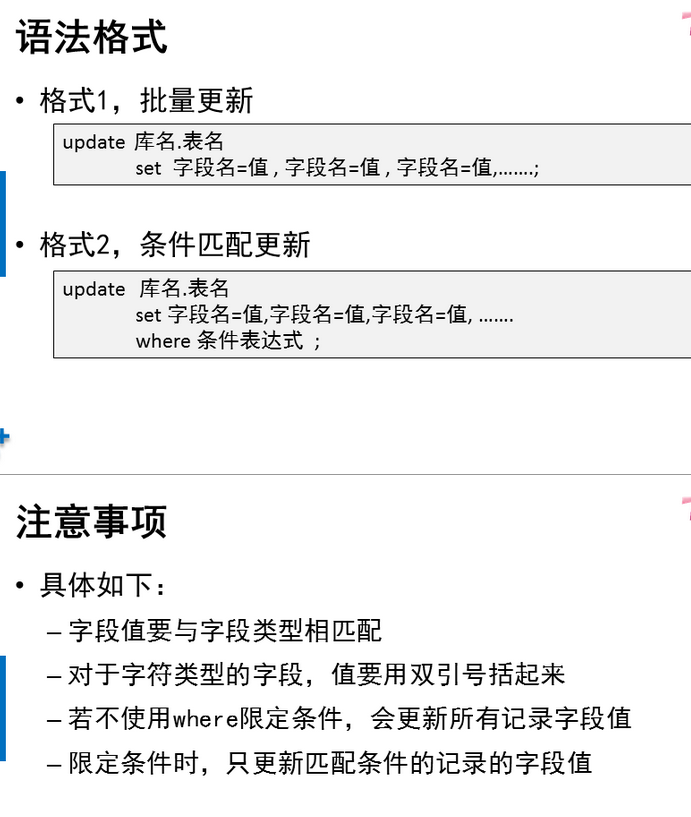 语法格式
• 格式1，批量更新
update 库名.表名
set 字段名=值 , 字段名=值 , 字段名=值,.......;
• 格式2，条件匹配更新
update 库名.表名
set 字段名=值,字段名=值,字段名=值, .......
where 条件表达式 ;
注意事项
• 具体如下：
– 字段值要与字段类型相匹配
– 对于字符类型的字段，值要用双引号括起来
– 若不使用where限定条件，会更新所有记录字段值
– 限定条件时，只更新匹配条件的记录的字段值